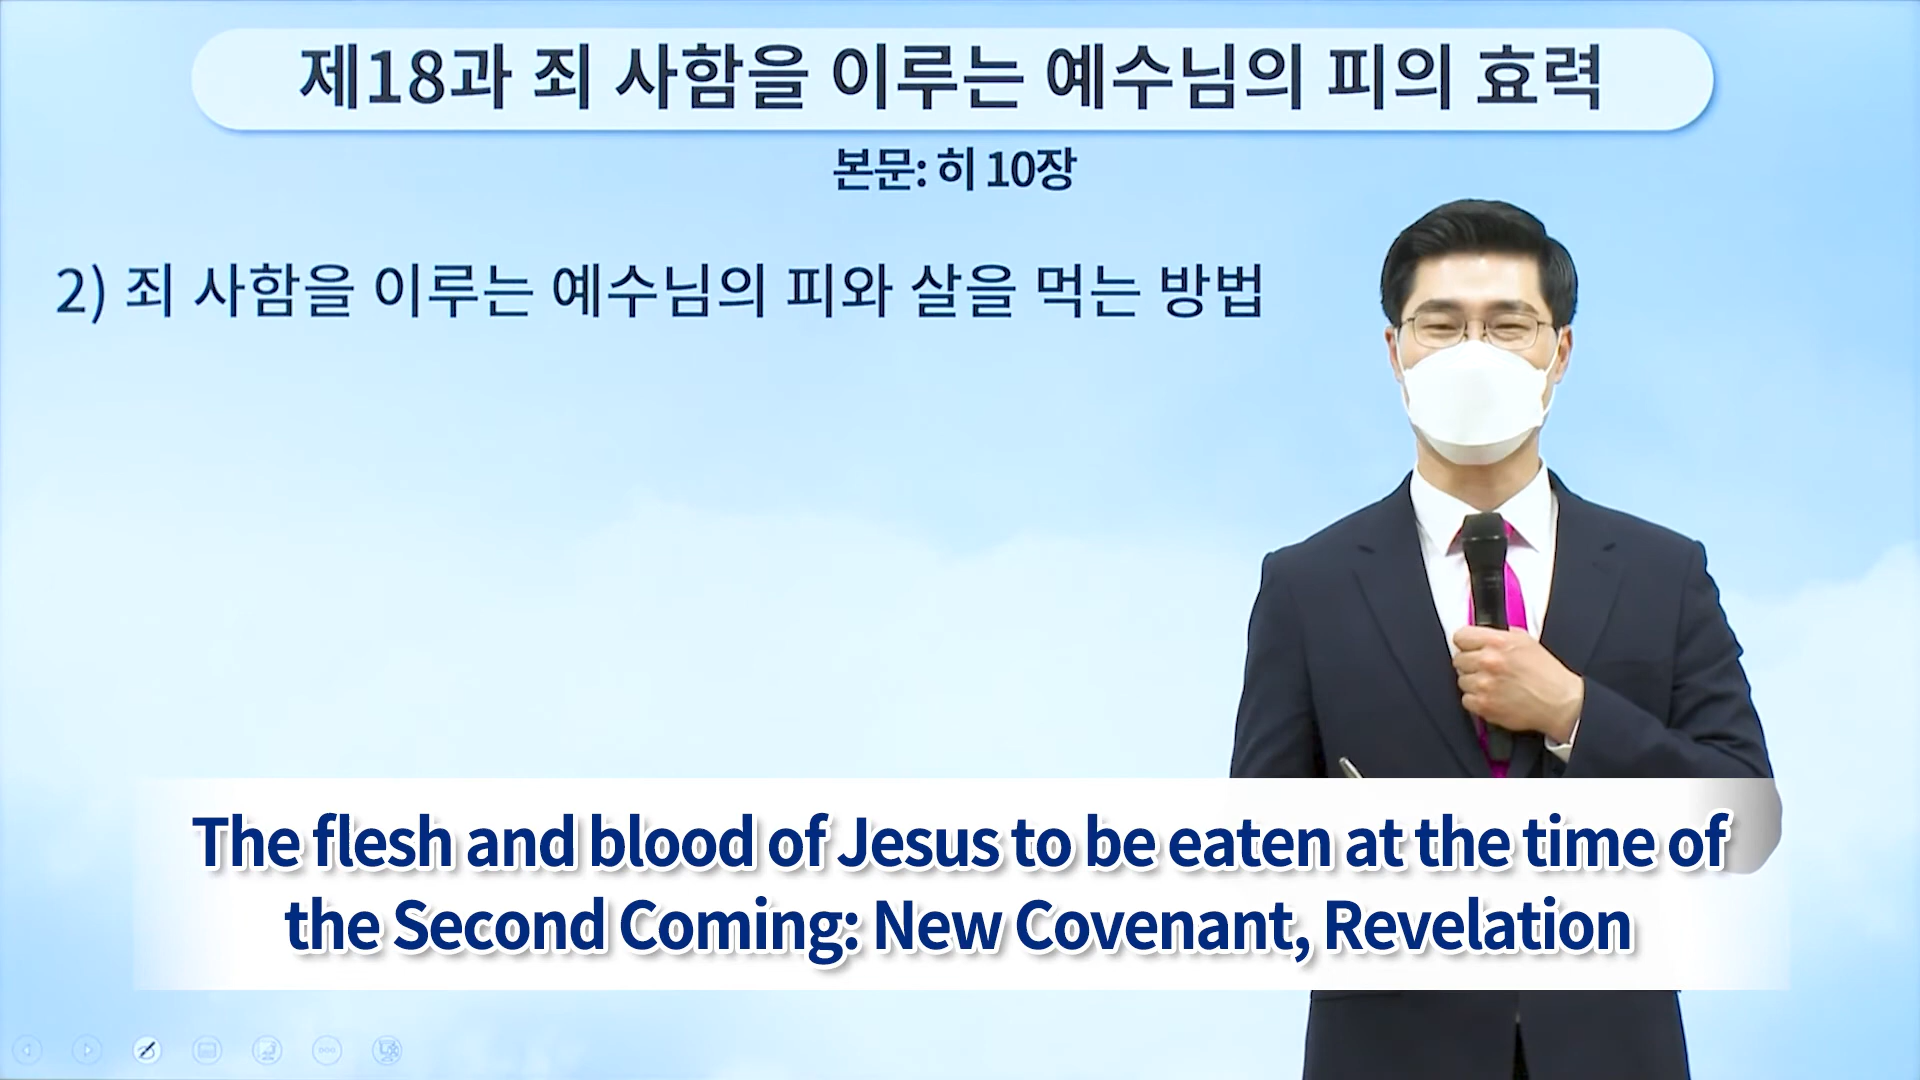 제18과 죄 사함을 이루는 예수님의 피의 효력
본문: 히 10장
2) 죄 사함을 이루는 예수님의 피와 살을 먹는 방법
The flesh and blood of Jesus to be eaten at the time of
the Second Coming: New Covenant, Revelation